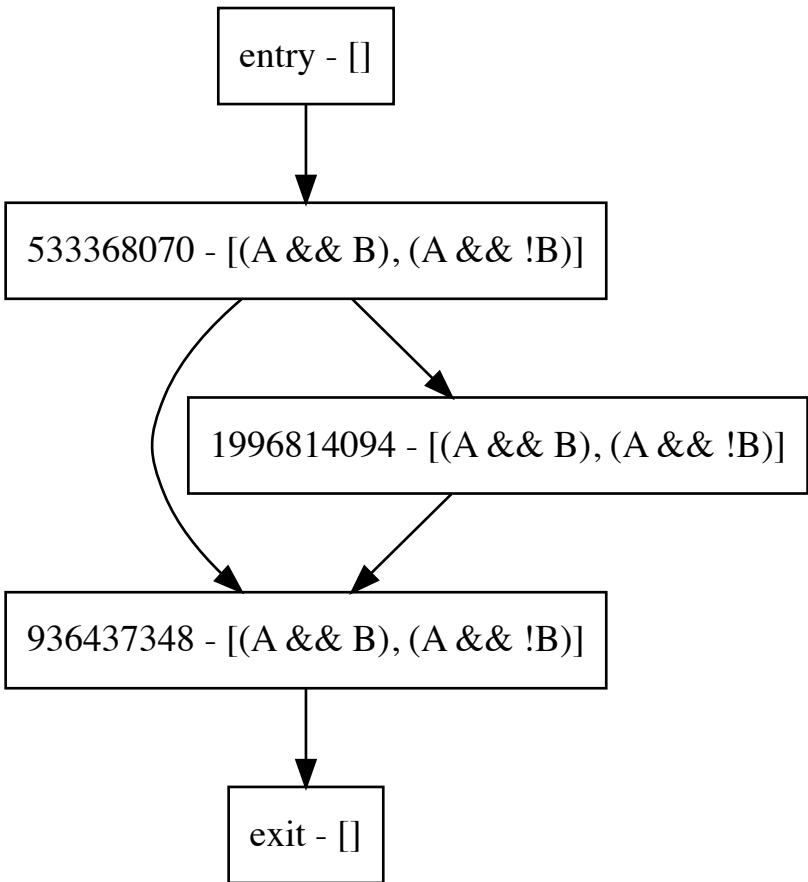 entry - []
533368070 - [(A && B), (A && !B)]
1996814094 - [(A && B), (A && !B)]
936437348 - [(A && B), (A && !B)]
exit - []